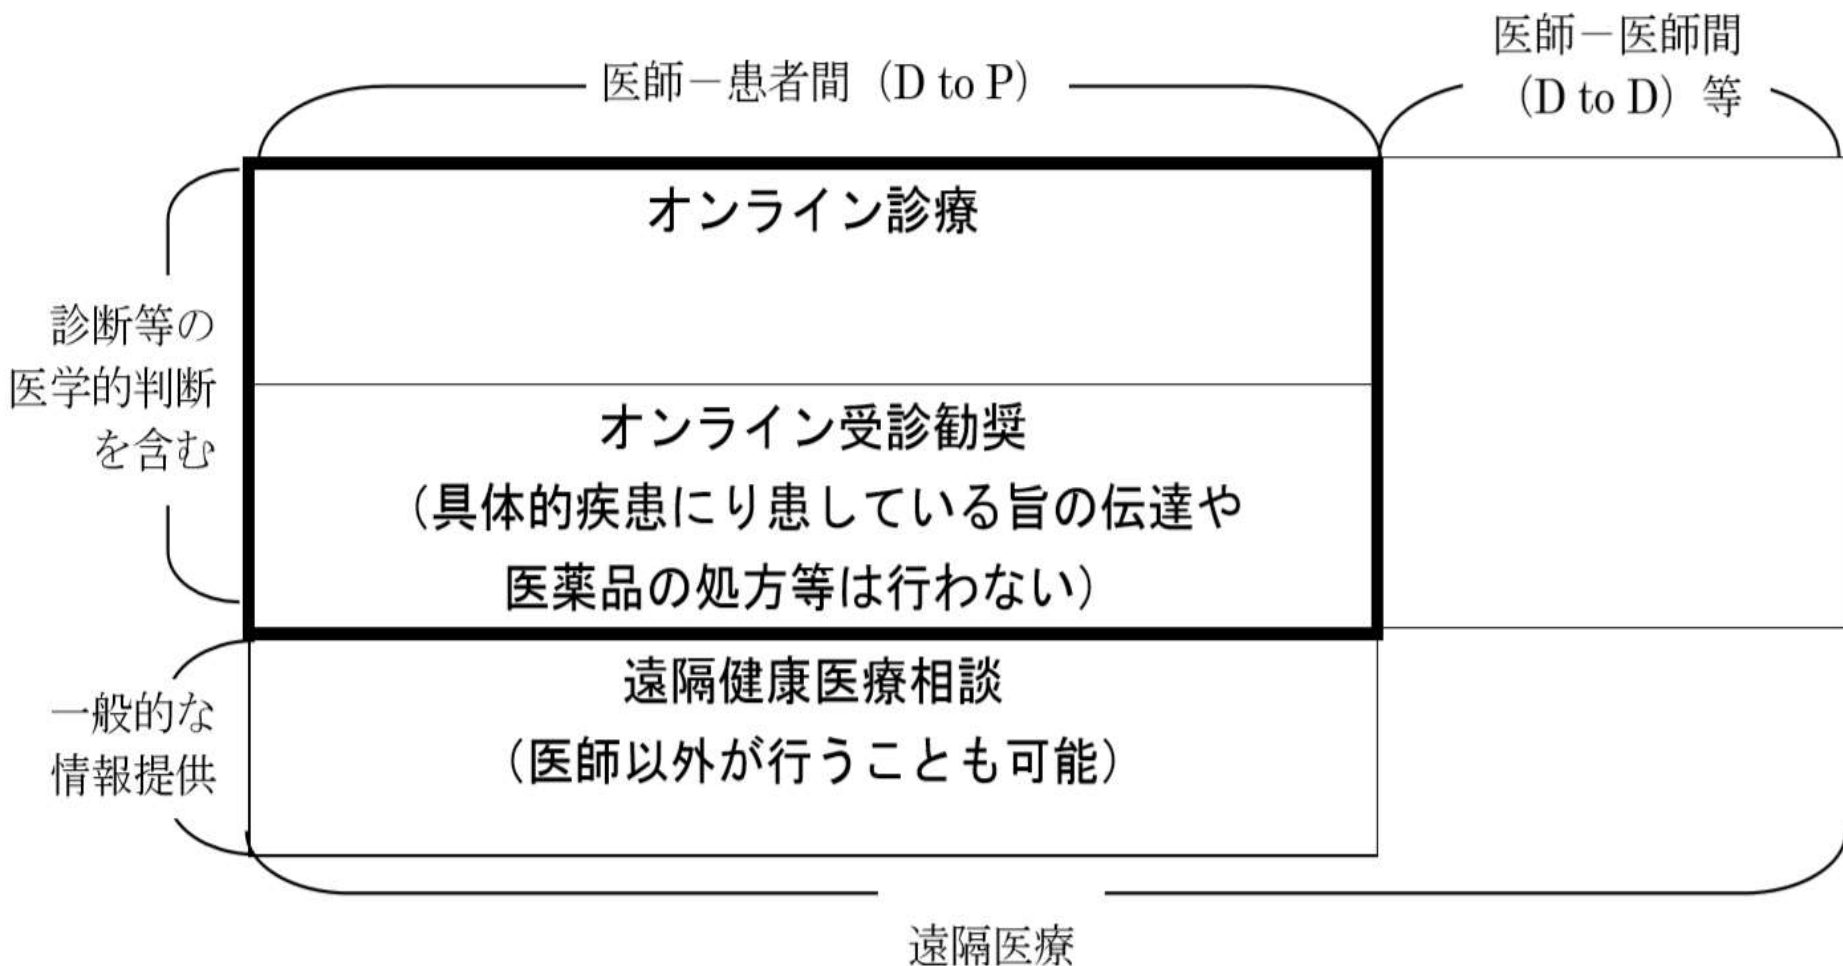 医師－患者間（D to P）
医師－医師間
（D to D）等
診断等の
医学的判断
を含む
オンライン診療
オンライン受診勧奨
（具体的疾患にり患している旨の伝達や
医薬品の処方等は行わない）
一般的な
情報提供
遠隔健康医療相談
（医師以外が行うことも可能）
遠隔医療